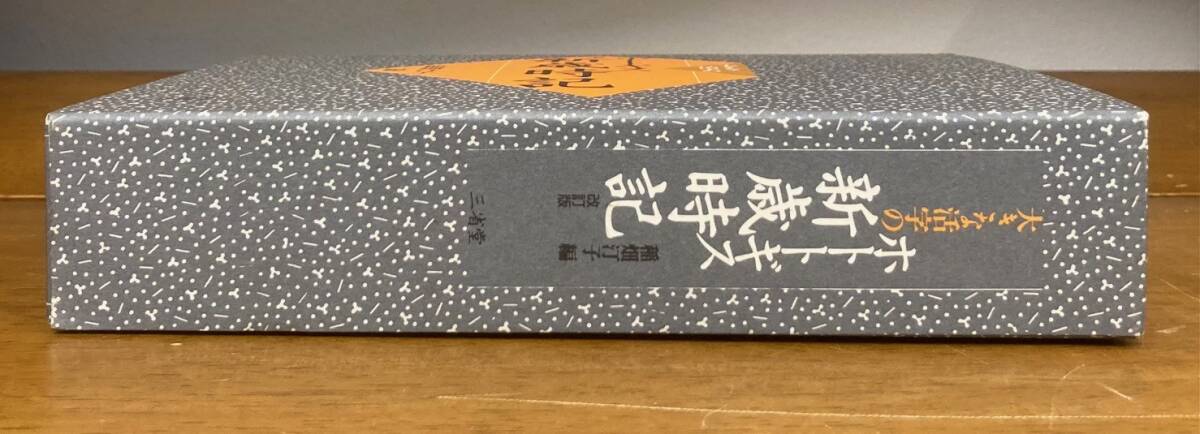 大きな活字の
ホトトギス
新歳時記
改訂版
稲畑汀子編
三省堂